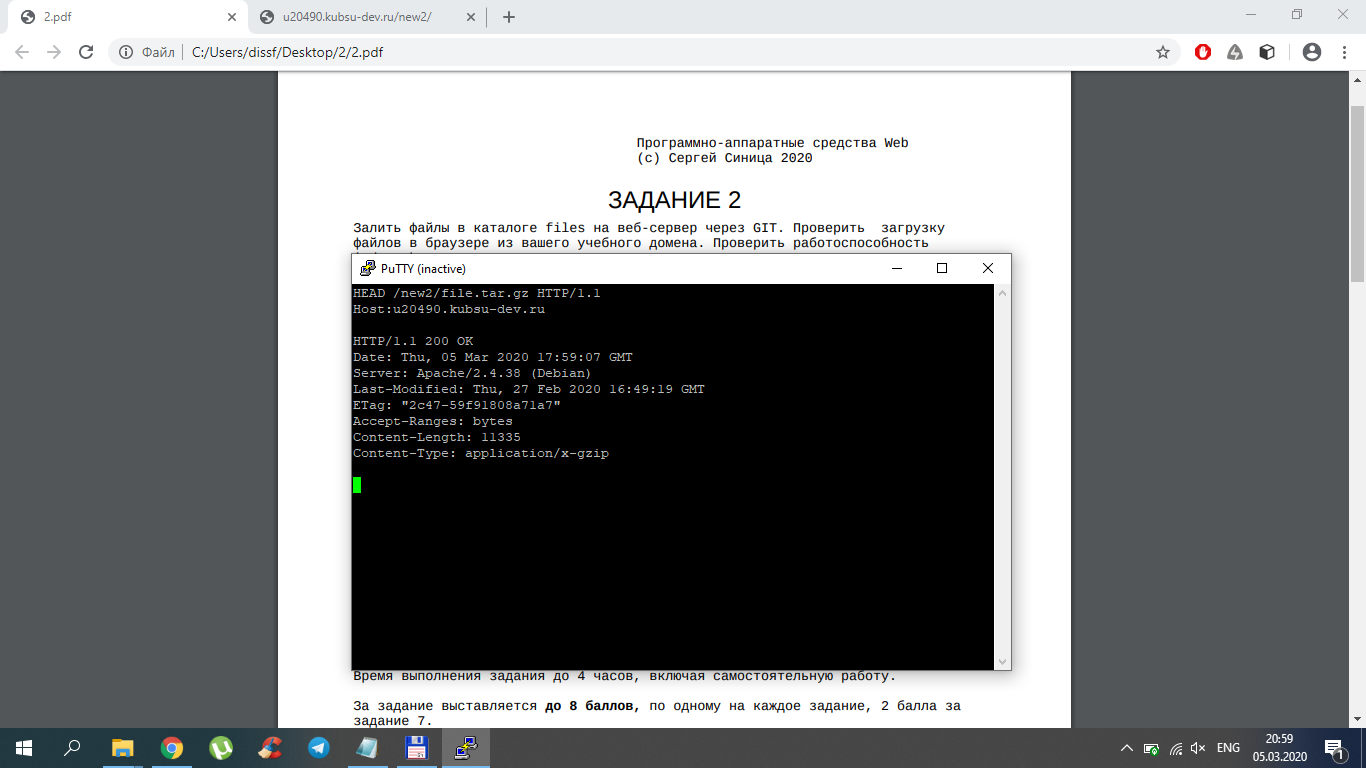 2.pdf
u20490.kubsu-dev.ru/new2/
Файл
C:/Users/dissf/Desktop/2/2.pdf
Программно-аппаратные средства Web
(c) Сергей Синица 2020
ЗАДАНИЕ 2
Залить файлы в каталоге files на веб-сервер через GIT. Проверить загрузку
файлов в браузере из вашего учебного домена. Проверить работоспособность
PuTTY (inactive)
HEAD /new2/file.tar.gz HTTP/1.1
Host:u20490.kubsu-dev.ru
HTTP/1.1 200 OK
Date: Thu, 05 Mar 2020 17:59:07 GMT
Server: Apache/2.4.38 (Debian)
Last-Modified: Thu, 27 Feb 2020 16:49:19 GMT
ETag: "2c47-59f91808a71a7"
Accept-Ranges: bytes
Content-Length: 11335
Content-Type: application/x-gzip
Время выполнения задания до 4 часов, включая самостоятельную работу.
За задание выставляется до 8 баллов, по одному на каждое задание, 2 балла за
задание 7.
ENG
20:59
05.03.2020
1